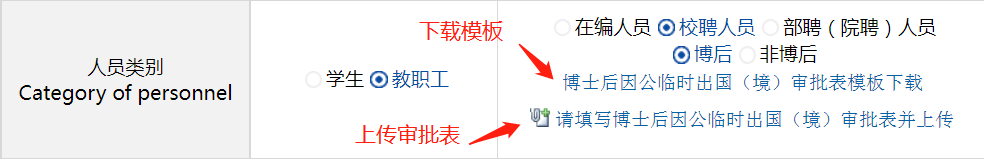 人员类别
Category of personnel
学生 教职工
下载模板
在编人员 校聘人员 部聘（院聘）人员
博后 非博后
博士后因公临时出国（境）审批表模板下载
请填写博士后因公临时出国（境）审批表并上传
上传审批表